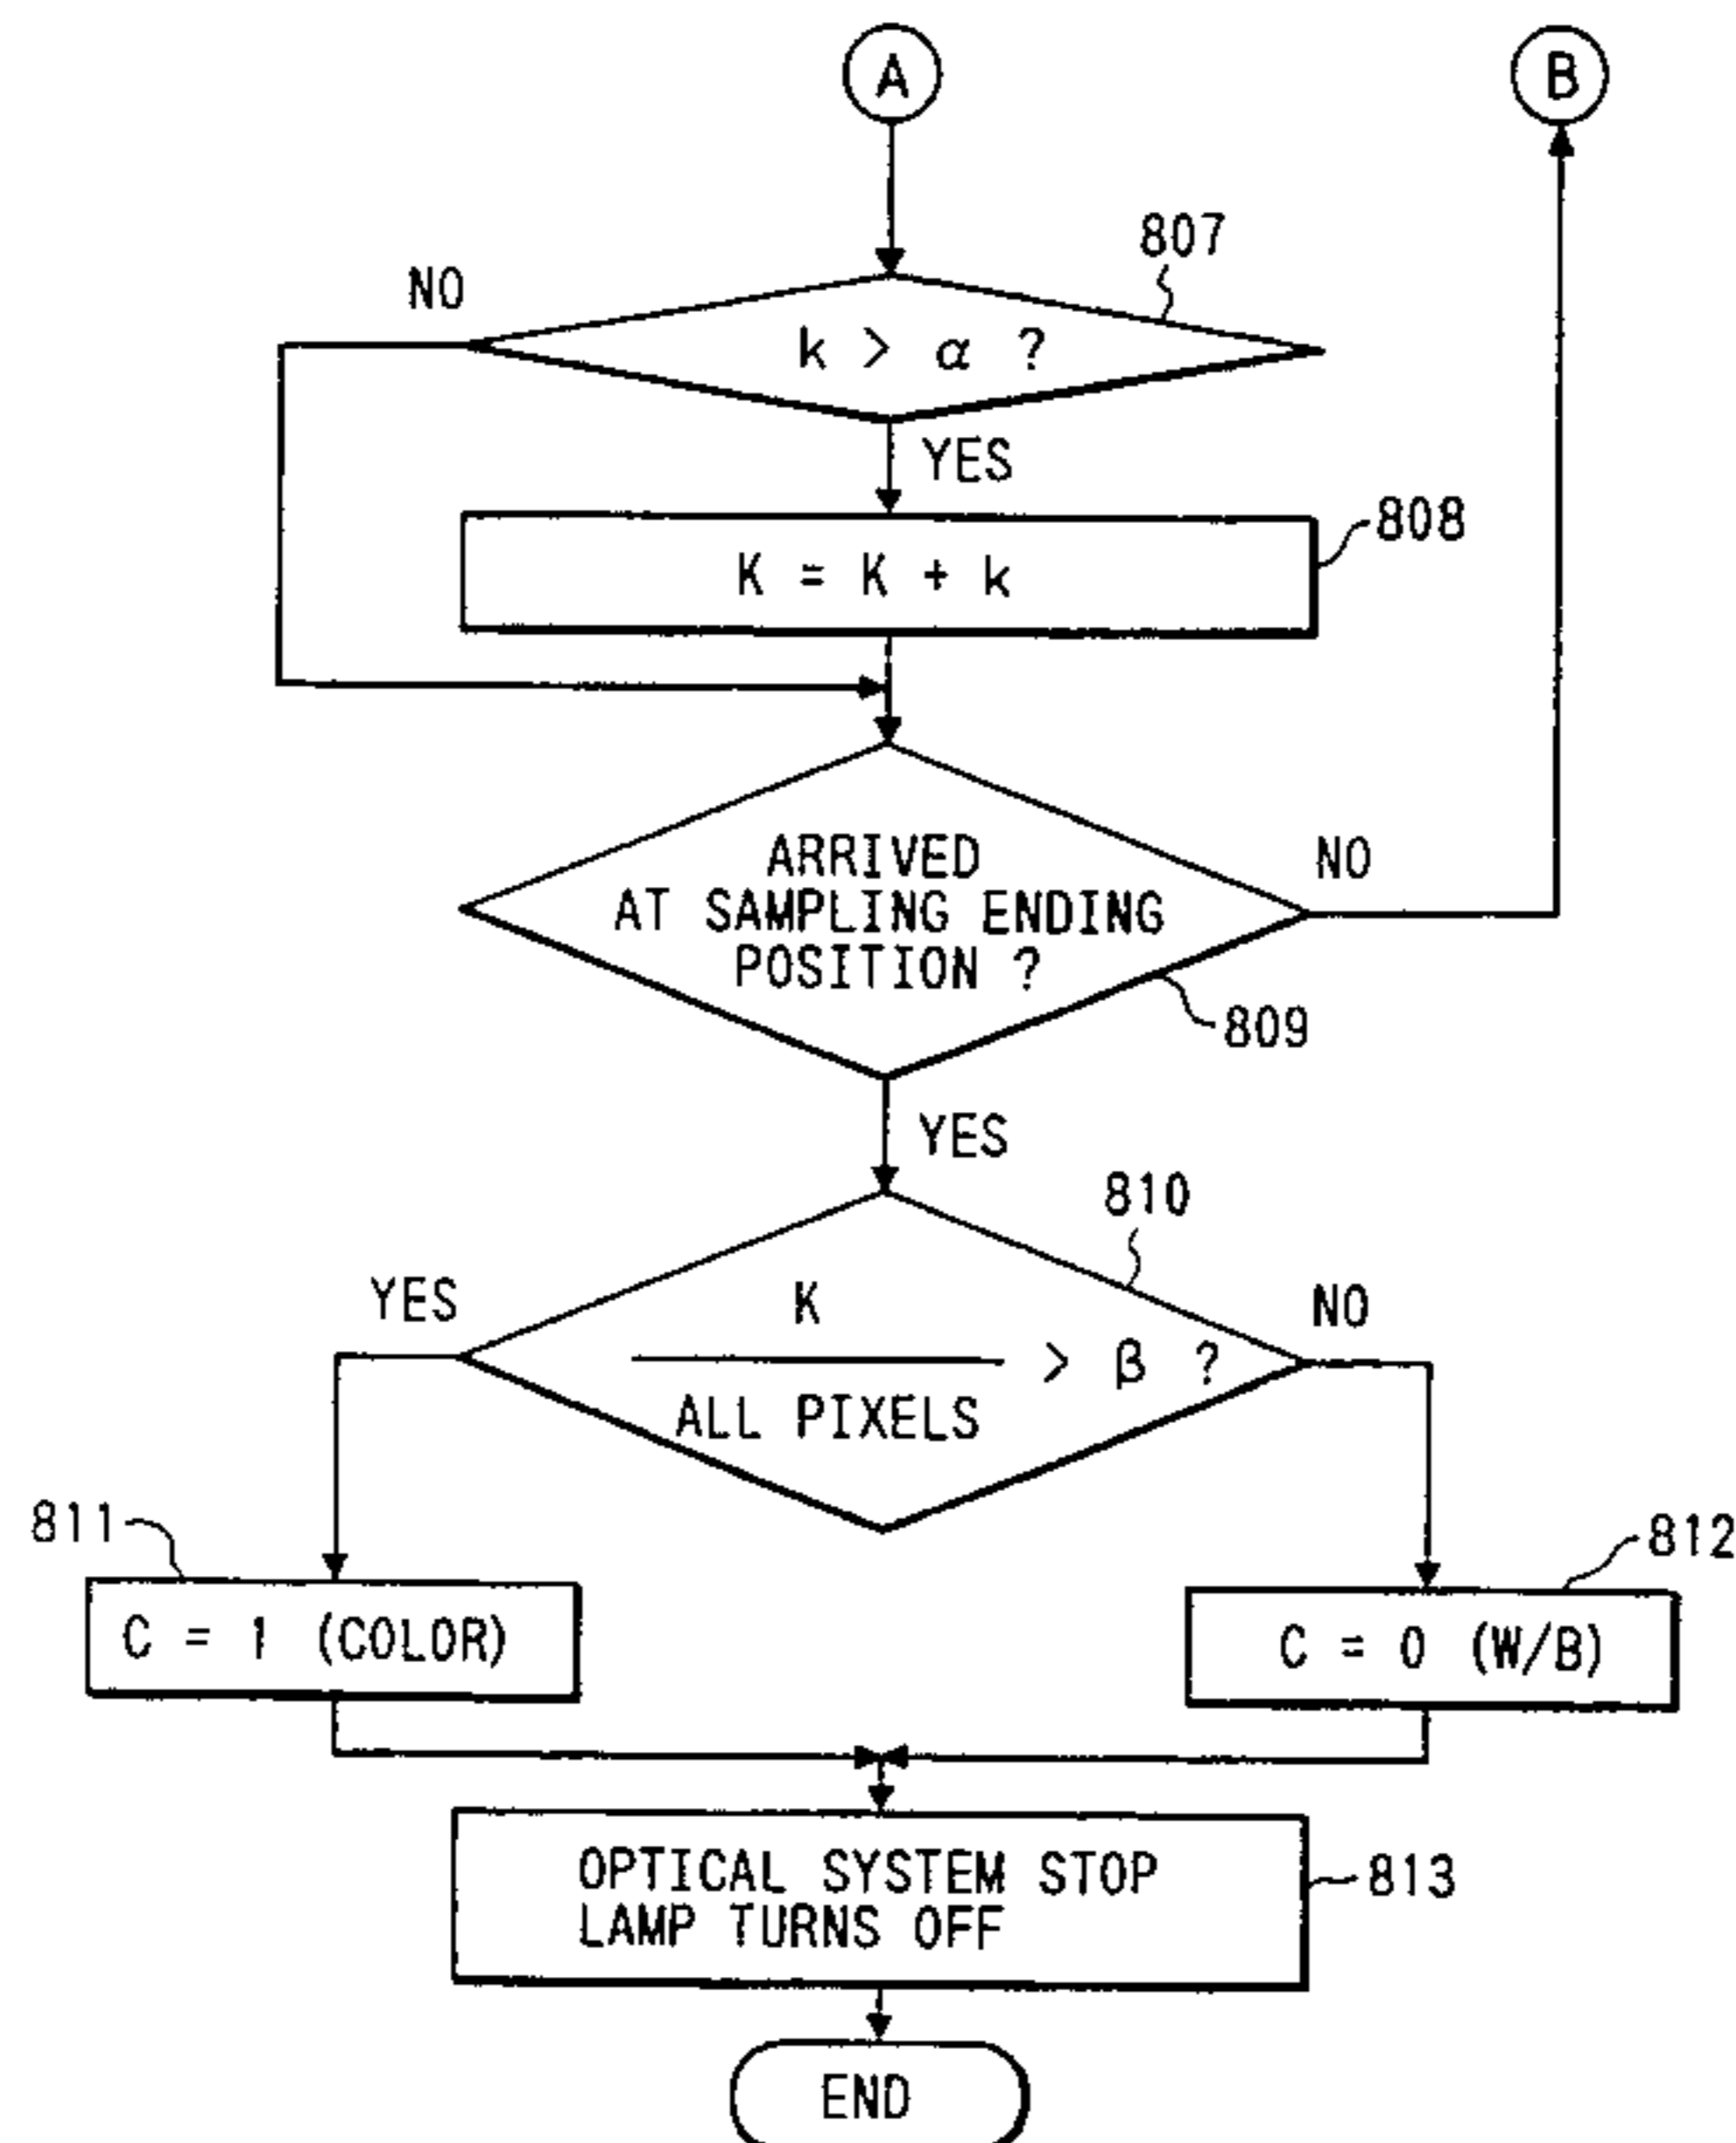 A
B
807
NO
k > α ?
YES
808
K = K + k
ARRIVED
NO
AT SAMPLING ENDING
POSITION ?
809
YES
810
YES
K
NO
> β ?
ALL PIXELS
811
812
C = 1 (COLOR)
C = 0 (W/B)
OPTICAL SYSTEM STOP
813
LAMP TURNS OFF
END